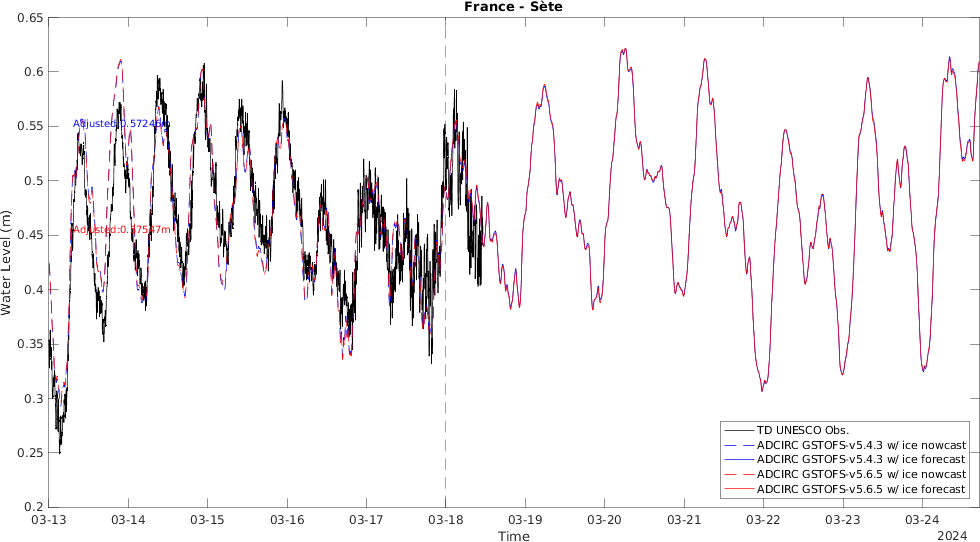 France - Sète
0.65
0.6
0.55
0.5
0.45
0.4
0.35
0.3
0.25
0.2
Water Level (m)
Adjusted:0.57246m
TD UNESCO Obs.
ADCIRC GSTOFS-v5.4.3 w/ ice nowcast
ADCIRC GSTOFS-v5.4.3 w/ ice forecast
ADCIRC GSTOFS-v5.6.5 w/ ice nowcast
ADCIRC GSTOFS-v5.6.5 w/ ice forecast
03-13 03-14 03-15 03-16 03-17 03-18 03-19 03-20 03-21 03-22 03-23 03-24
Time
2024